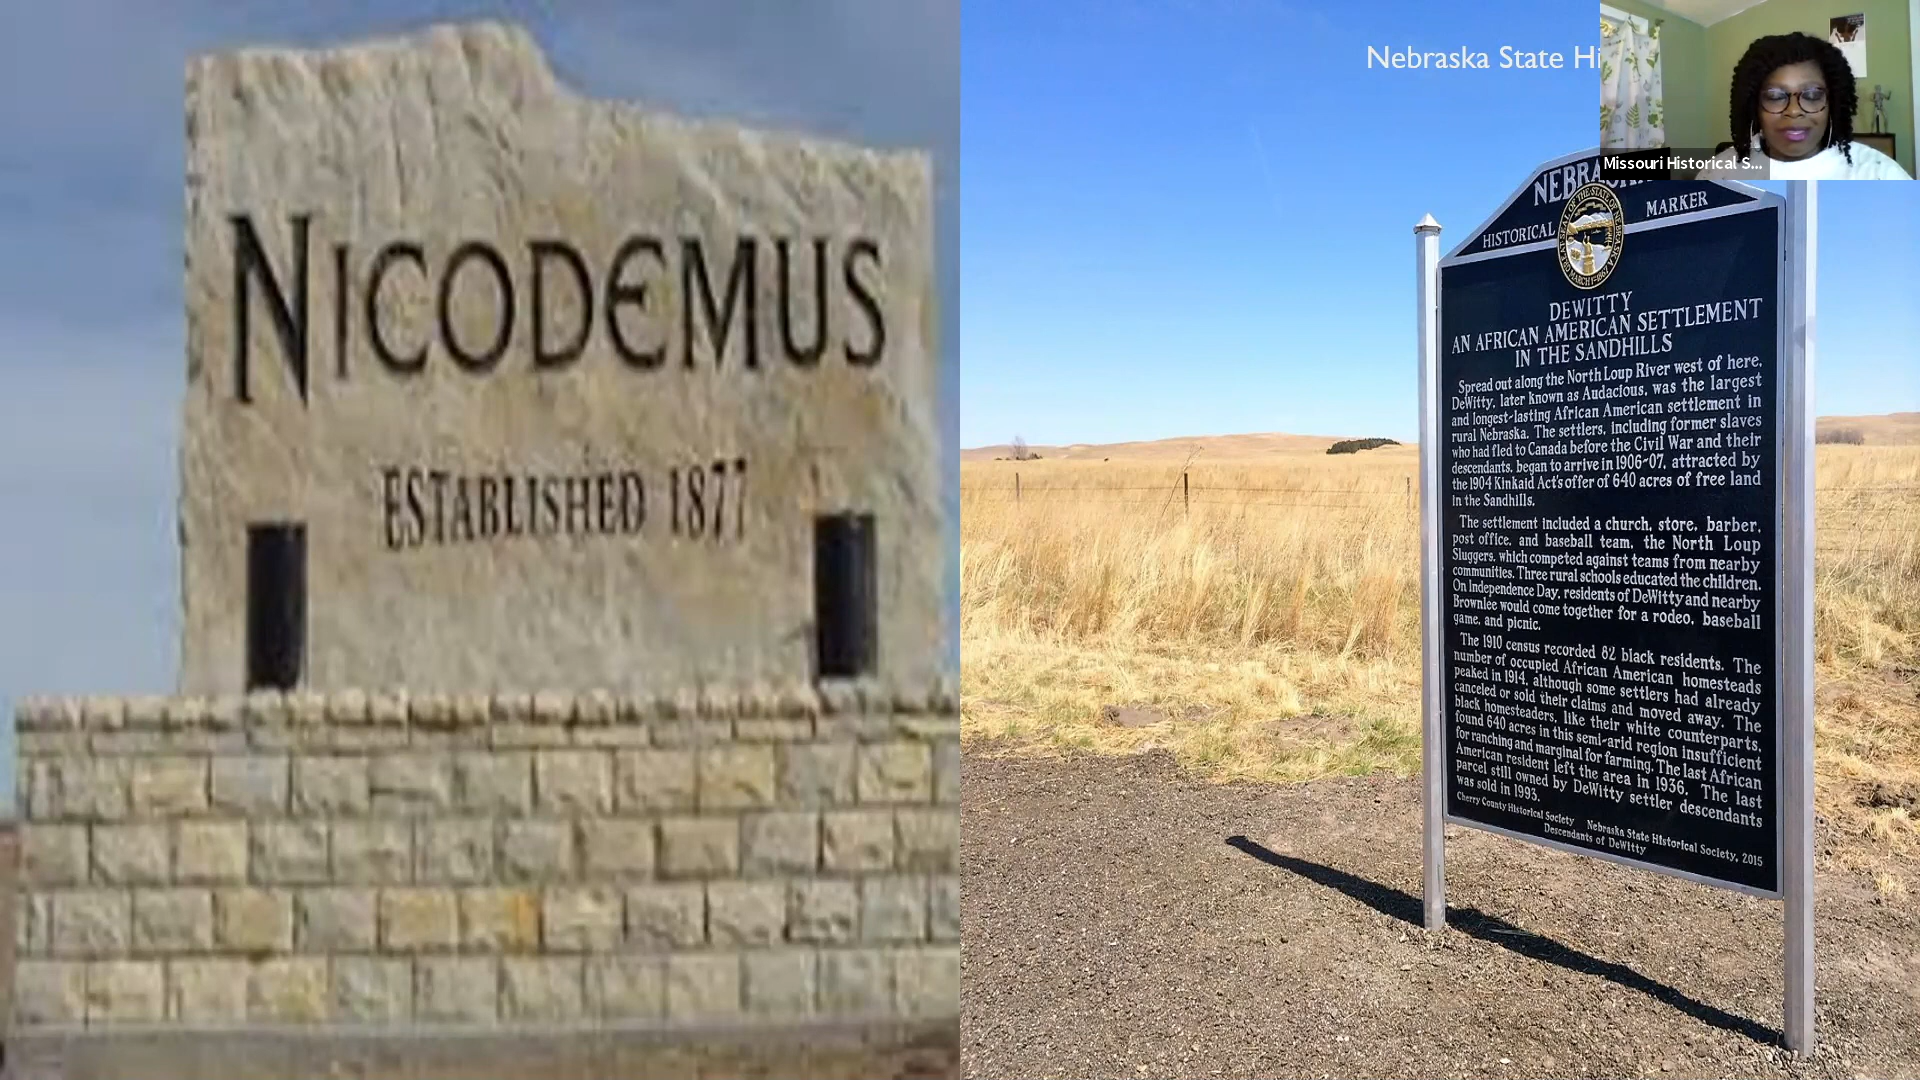 NICODEMUS
ESTABLISHED 1877
Nebraska State Hi
Missouri Historical S...
NEBRASKA
HISTORICAL MARKER
DEWITTY
AN AFRICAN AMERICAN SETTLEMENT
IN THE SANDHILLS
Spread out along the North Loup River west of here,
DeWitty, later known as Audacious, was the largest
and longest-lasting African American settlement in
rural Nebraska. The settlers, including former slaves
who had fled to Canada before the Civil War and their
descendants, began to arrive in 1906-07, attracted by
the 1904 Kinkaid Act's offer of 640 acres of free land
in the Sandhills.
The settlement included a church, store, barber,
post office, and baseball team, the North Loup
Sluggers, which competed against teams from nearby
communities. Three rural schools educated the children.
On Independence Day, residents of DeWitty and nearby
Brownlee would come together for a rodeo, baseball
game, and picnic.
The 1910 census recorded 82 black residents. The
number of occupied African American homesteads
peaked in 1914, although some settlers had already
canceled or sold their claims and moved away. The
black homesteaders, like their white counterparts,
found 640 acres in this semi-arid region insufficient
for ranching and marginal for farming. The last African
American resident left the area in 1936. The last
parcel still owned by DeWitty settler descendants
was sold in 1993.
Cherry County Historical Society Nebraska State Historical Society, 2015
Descendants of DeWitty